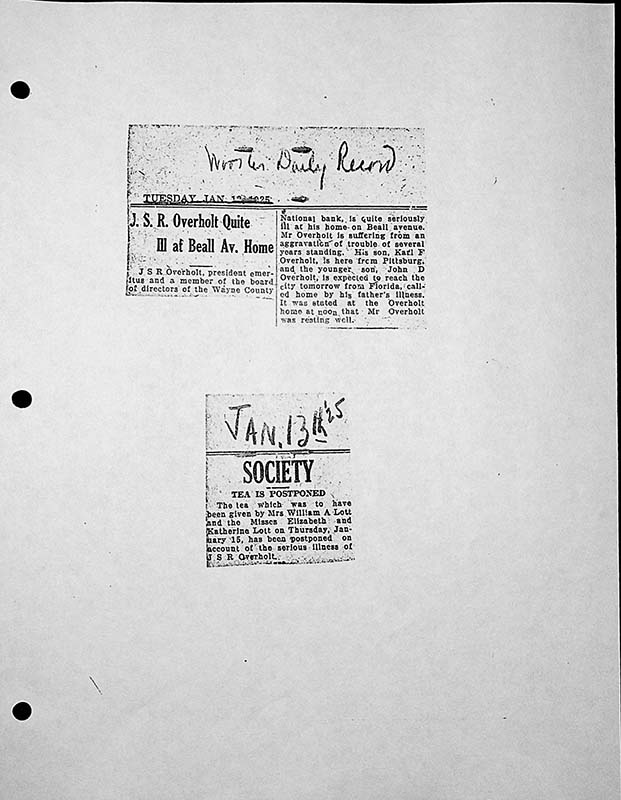 Wooster Daily Record
TUESDAY JAN 1925
J. S. R. Overholt Quite
Ill at Beall Av. Home
J S R Overholt, president emer-
itus and a member of the board
of directors of the Wayne County
National bank, is quite seriously
ill at his home on Beall avenue.
Mr Overholt is suffering from an
aggravation of trouble of several
years standing. His son, Karl F
Overholt, is here from Pittsburg,
and the younger son, John D
Overholt, is expected to reach the
city tomorrow from Florida, call-
ed home by his father's illness.
It was stated at the Overholt
home at noon that Mr Overholt
was resting well.
JAN. 13th '25
SOCIETY
TEA IS POSTPONED
The tea which was to have
been given by Mrs William A Lott
and the Misses Elizabeth and
Katherine Lott on Thursday, Jan-
uary 15, has been postponed on
account of the serious illness of
J S R Overholt.